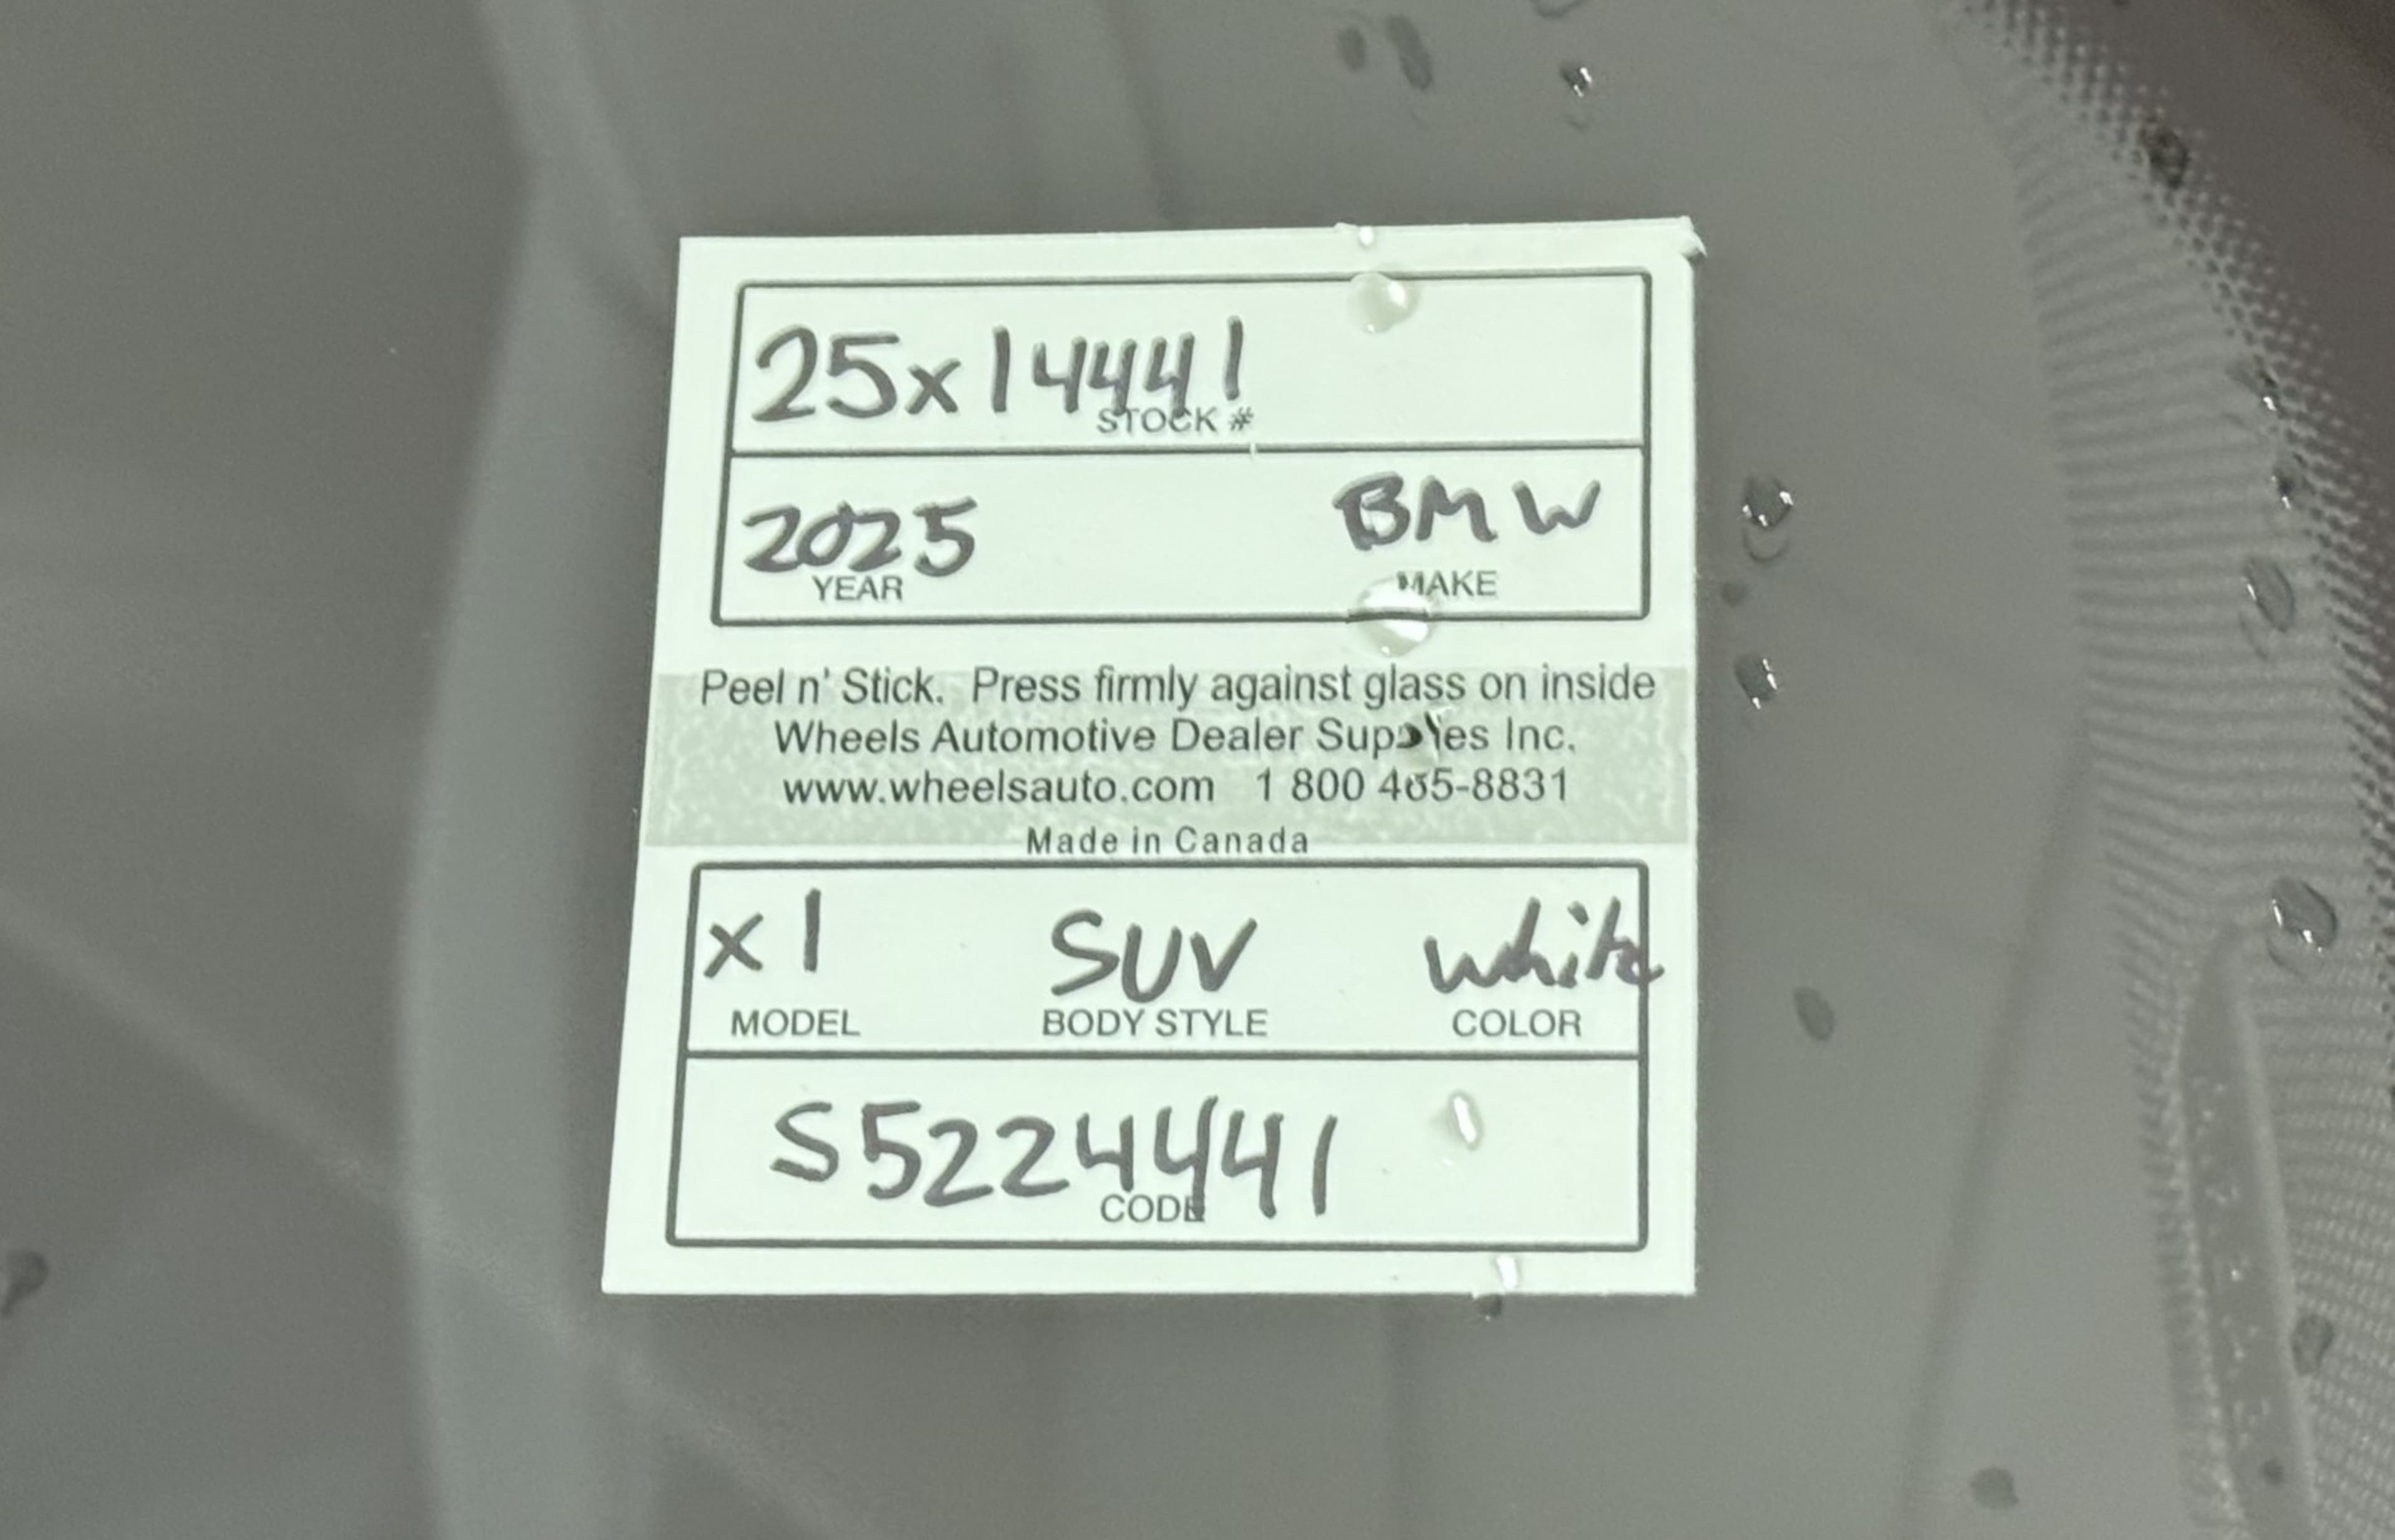 25x14441
STOCK #
2025 BMW
YEAR MAKE
Peel n' Stick. Press firmly against glass on inside
Wheels Automotive Dealer Supplies Inc.
www.wheelsauto.com 1 800 465-8831
Made in Canada
x1 SUV white
MODEL BODY STYLE COLOR
S5224441
CODE